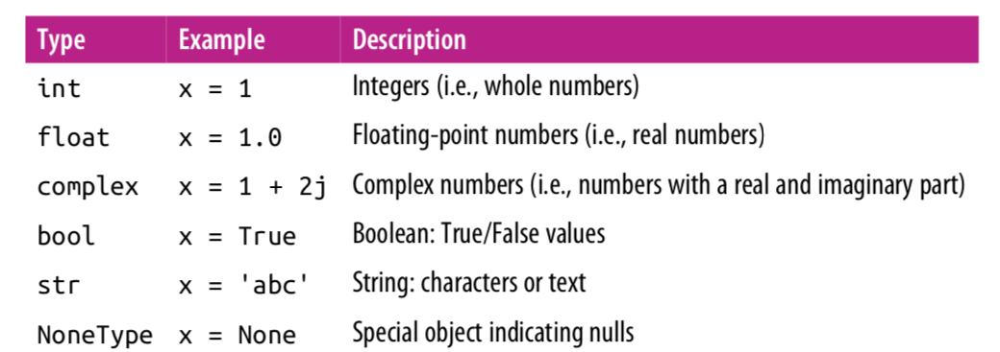 Type Example Description
int x = 1 Integers (i.e., whole numbers)
float x = 1.0 Floating-point numbers (i.e., real numbers)
complex x = 1 + 2j Complex numbers (i.e., numbers with a real and imaginary part)
bool x = True Boolean: True/False values
str x = 'abc' String: characters or text
NoneType x = None Special object indicating nulls